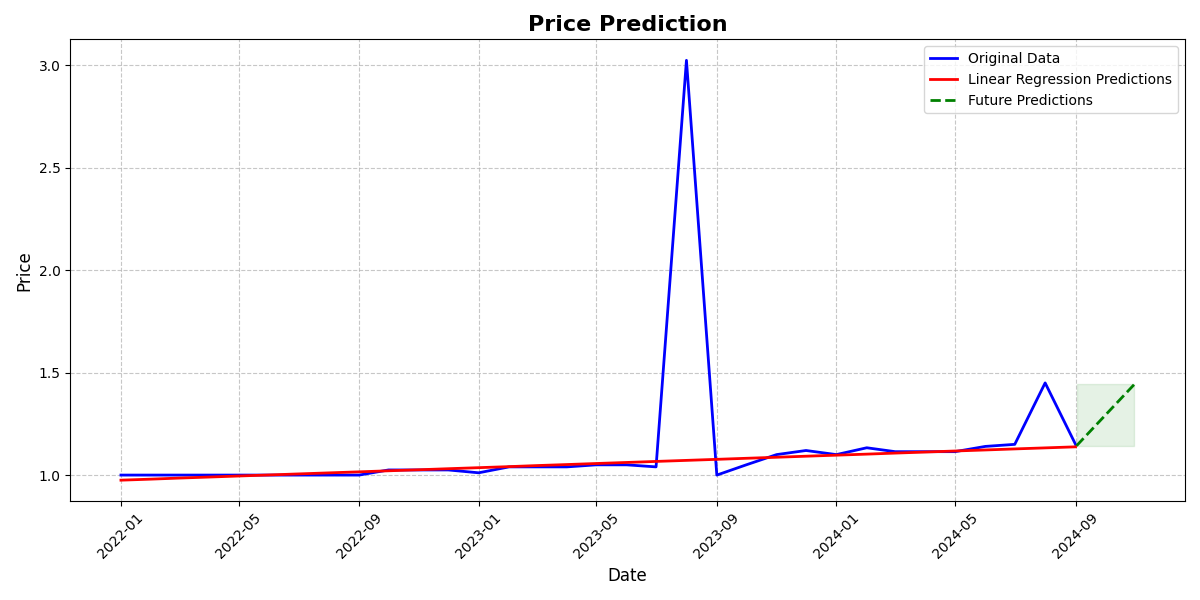 Price Prediction
Original Data
Linear Regression Predictions
Future Predictions
Price
3.0
2.5
2.0
1.5
1.0
2022-01
2022-05
2022-09
2023-01
2023-05
2023-09
2024-01
2024-05
2024-09
Date